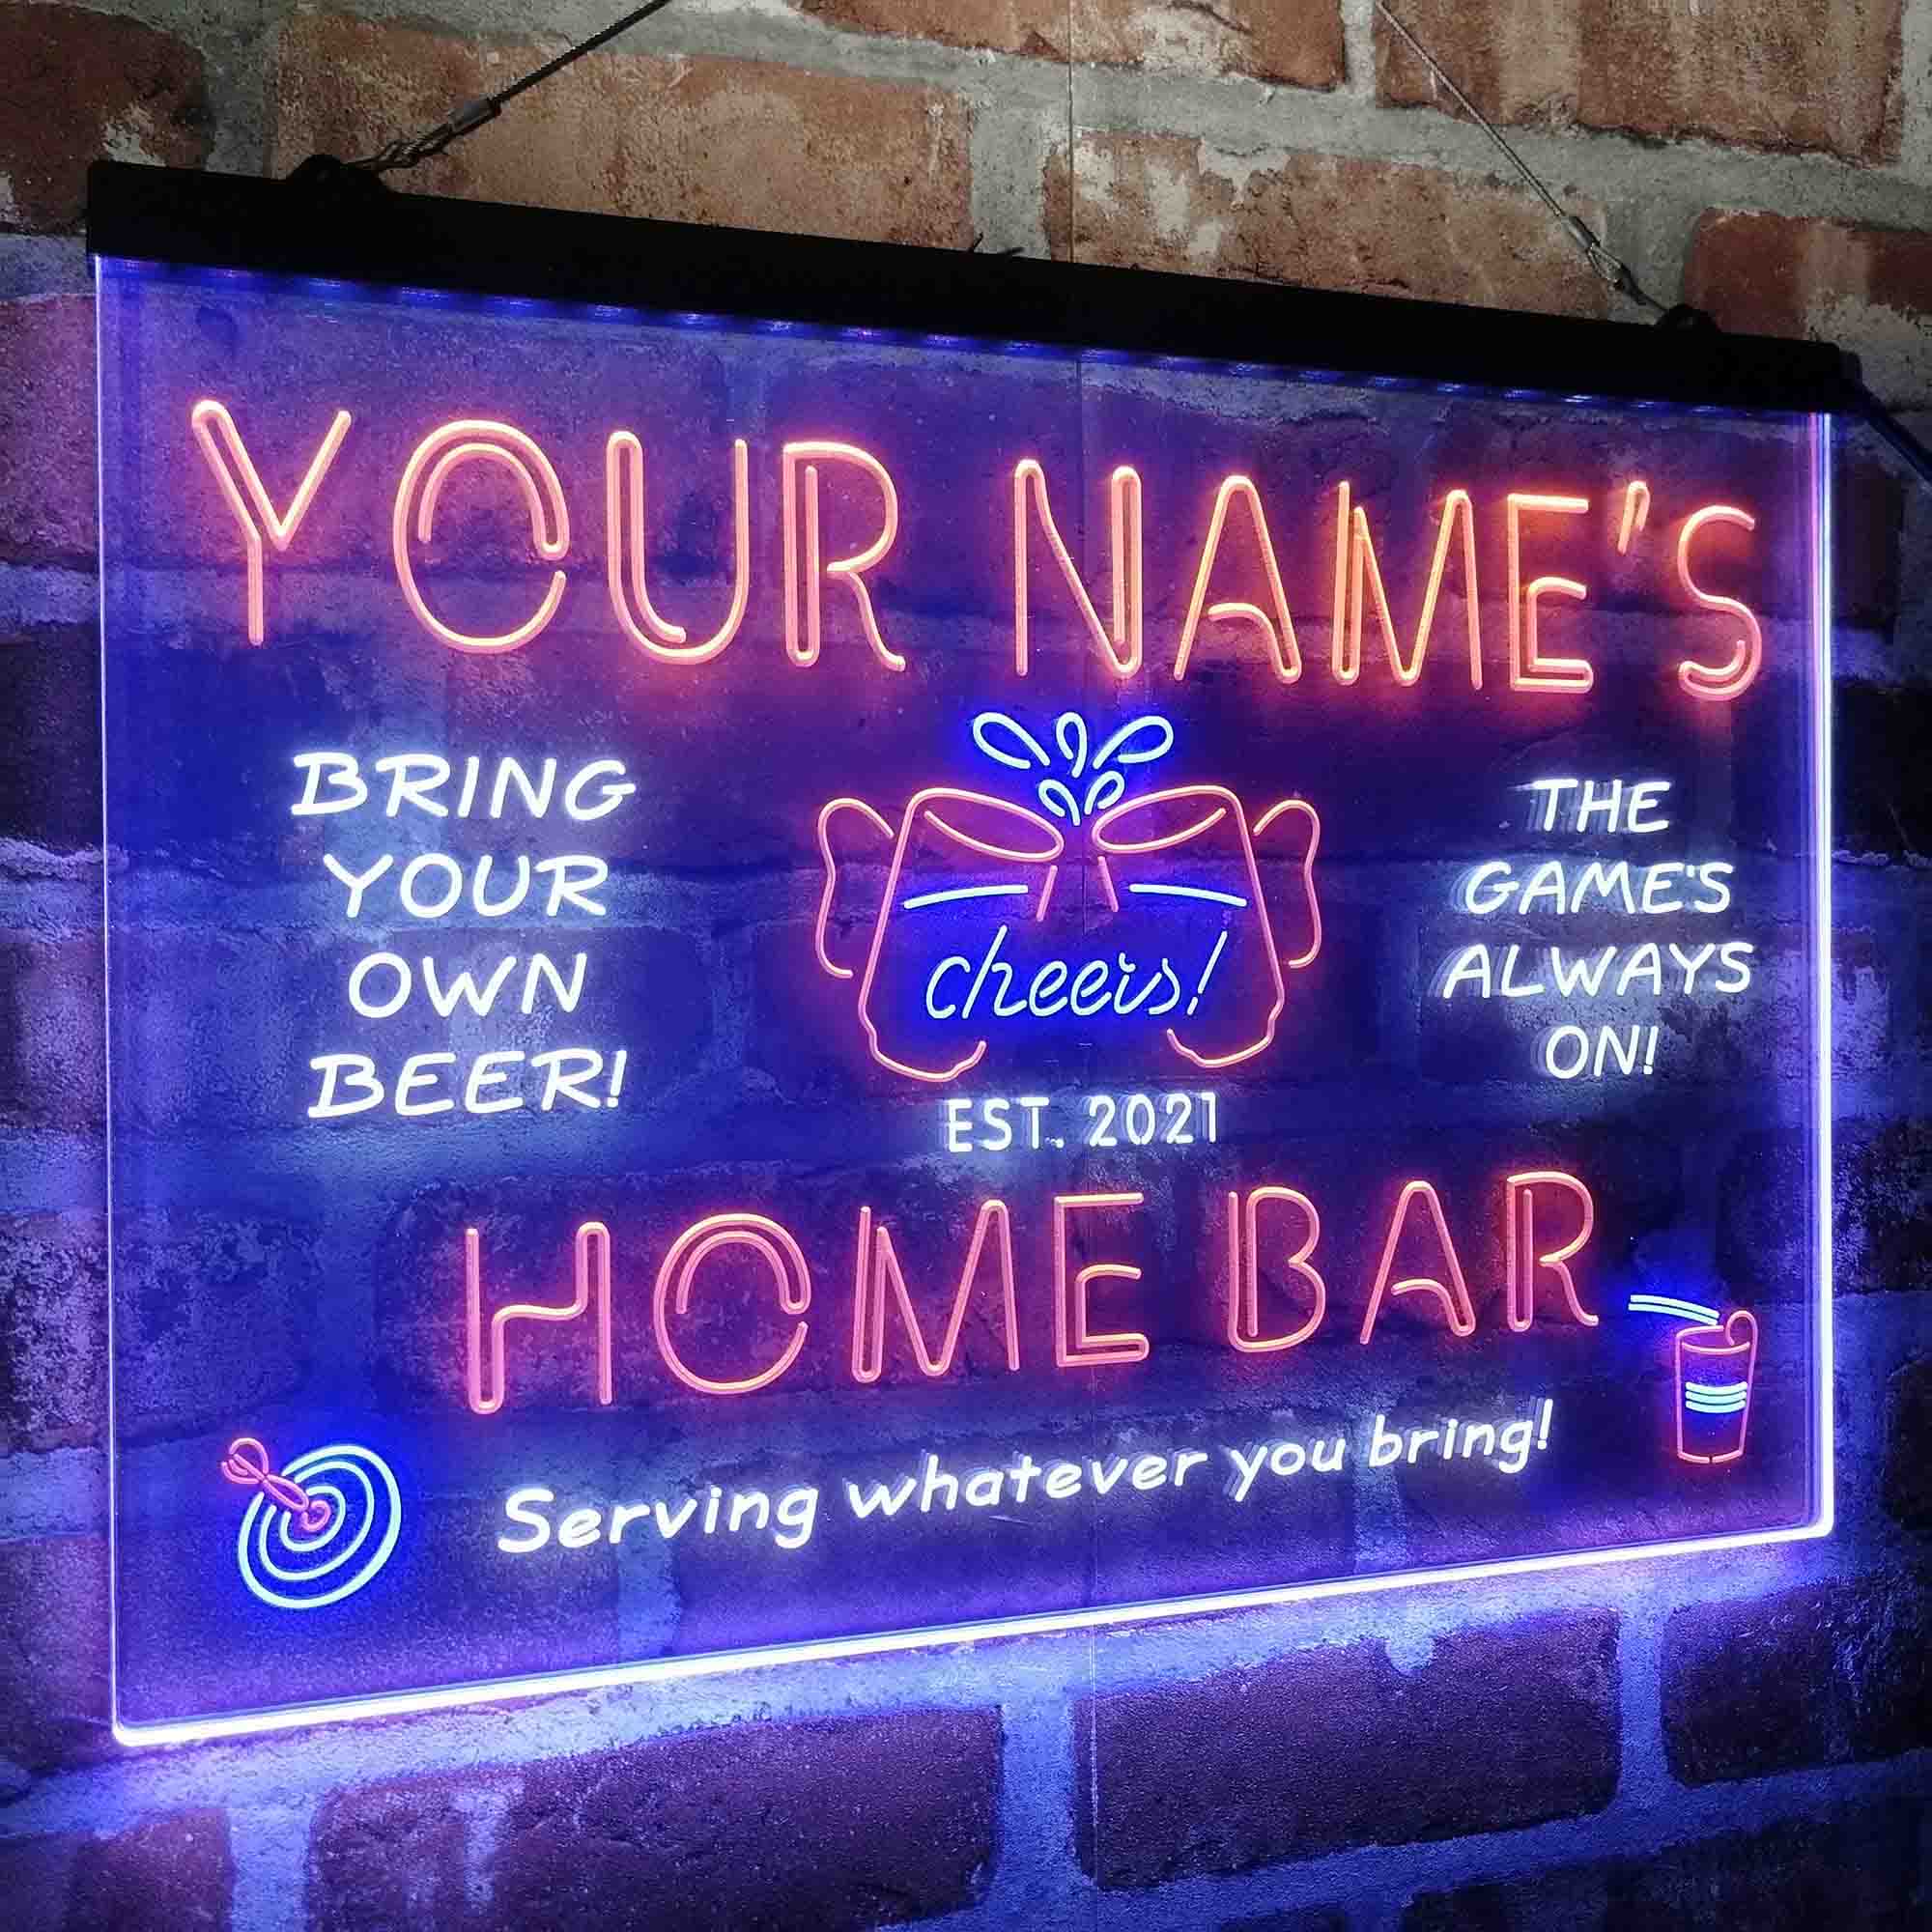 YOUR NAME'S
BRING
YOUR
OWN
BEER!
cheers!
EST. 2021
THE
GAME'S
ALWAYS
ON!
HOME BAR
Serving whatever you bring!